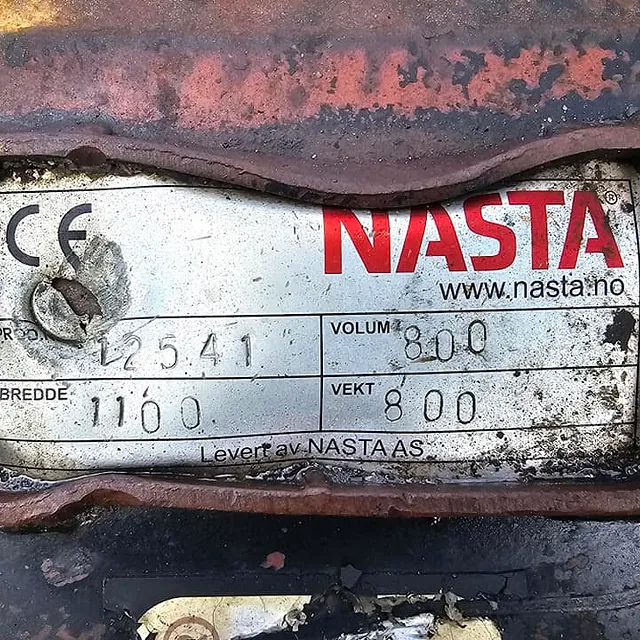 CE NASTA®
www.nasta.no
12541 VOLUM 800
BREDDE 1100 VEKT 800
Levert av NASTA AS